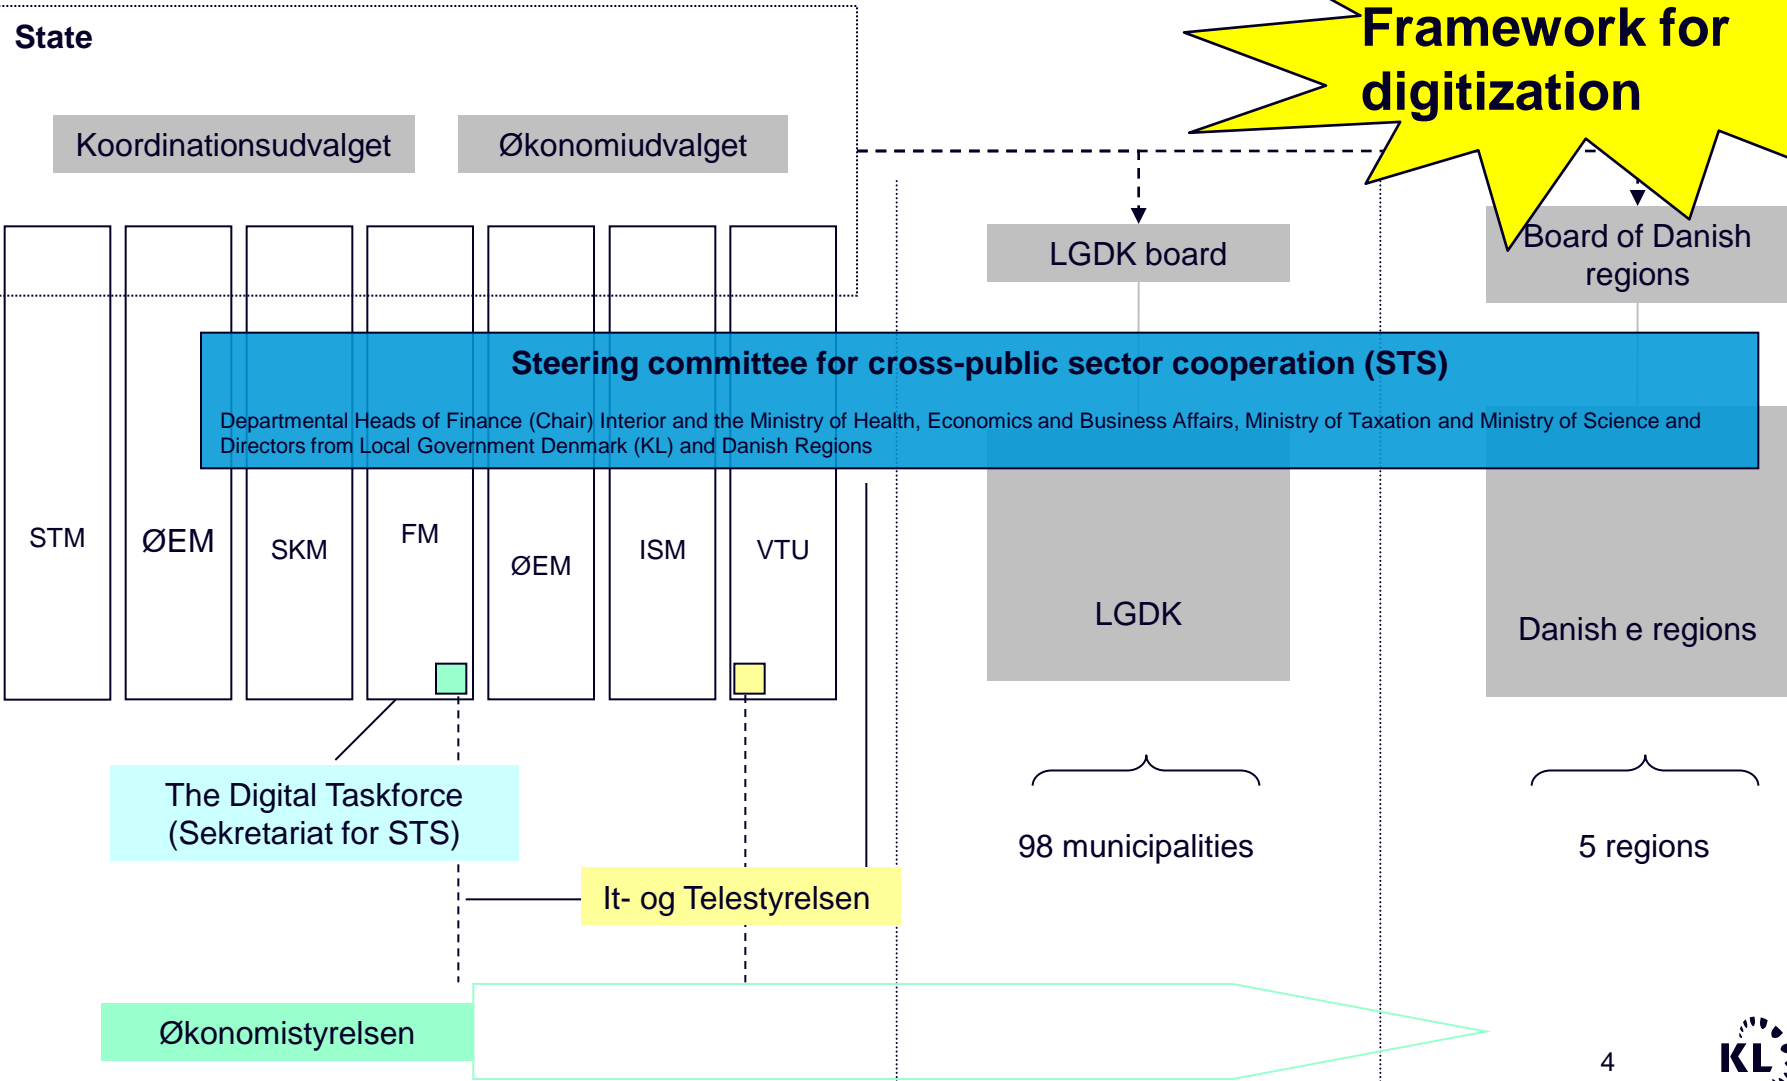 State
Framework for
digitization
Koordinationsudvalget
Økonomiudvalget
LGDK board
Board of Danish
regions
Steering committee for cross-public sector cooperation (STS)
Departmental Heads of Finance (Chair) Interior and the Ministry of Health, Economics and Business Affairs, Ministry of Taxation and Ministry of Science and
Directors from Local Government Denmark (KL) and Danish Regions
STM
ØEM
SKM
FM
ØEM
ISM
VTU
LGDK
Danish e regions
The Digital Taskforce
(Sekretariat for STS)
98 municipalities
5 regions
It- og Telestyrelsen
Økonomistyrelsen
4
KL